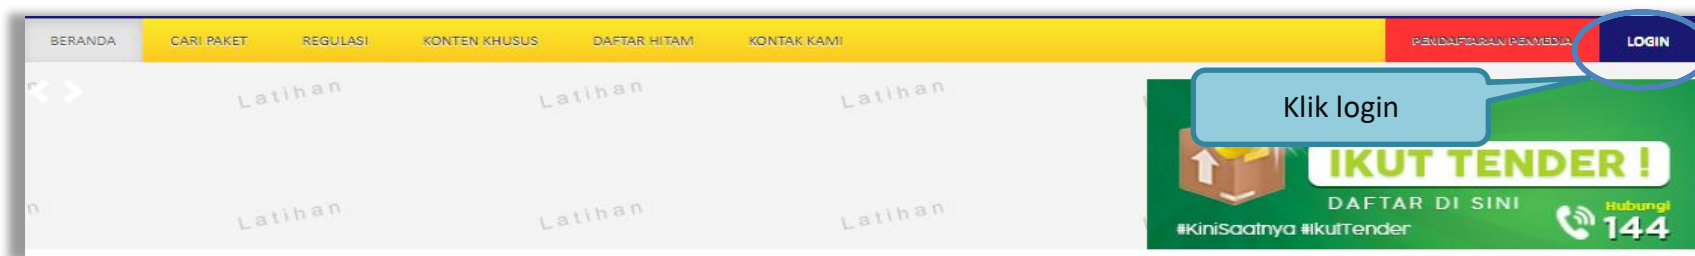 BERANDA CARI PAKET REGULASI KONTEN KHUSUS DAFTAR HITAM KONTAK KAMI PENDAFTARAN PENYEDIA LOGIN
Latihan Latihan Latihan
Klik login
IKUT TENDER !
DAFTAR DI SINI
Latihan Latihan Latihan
#KiniSaatnya #IkutTender
Hubungi
144